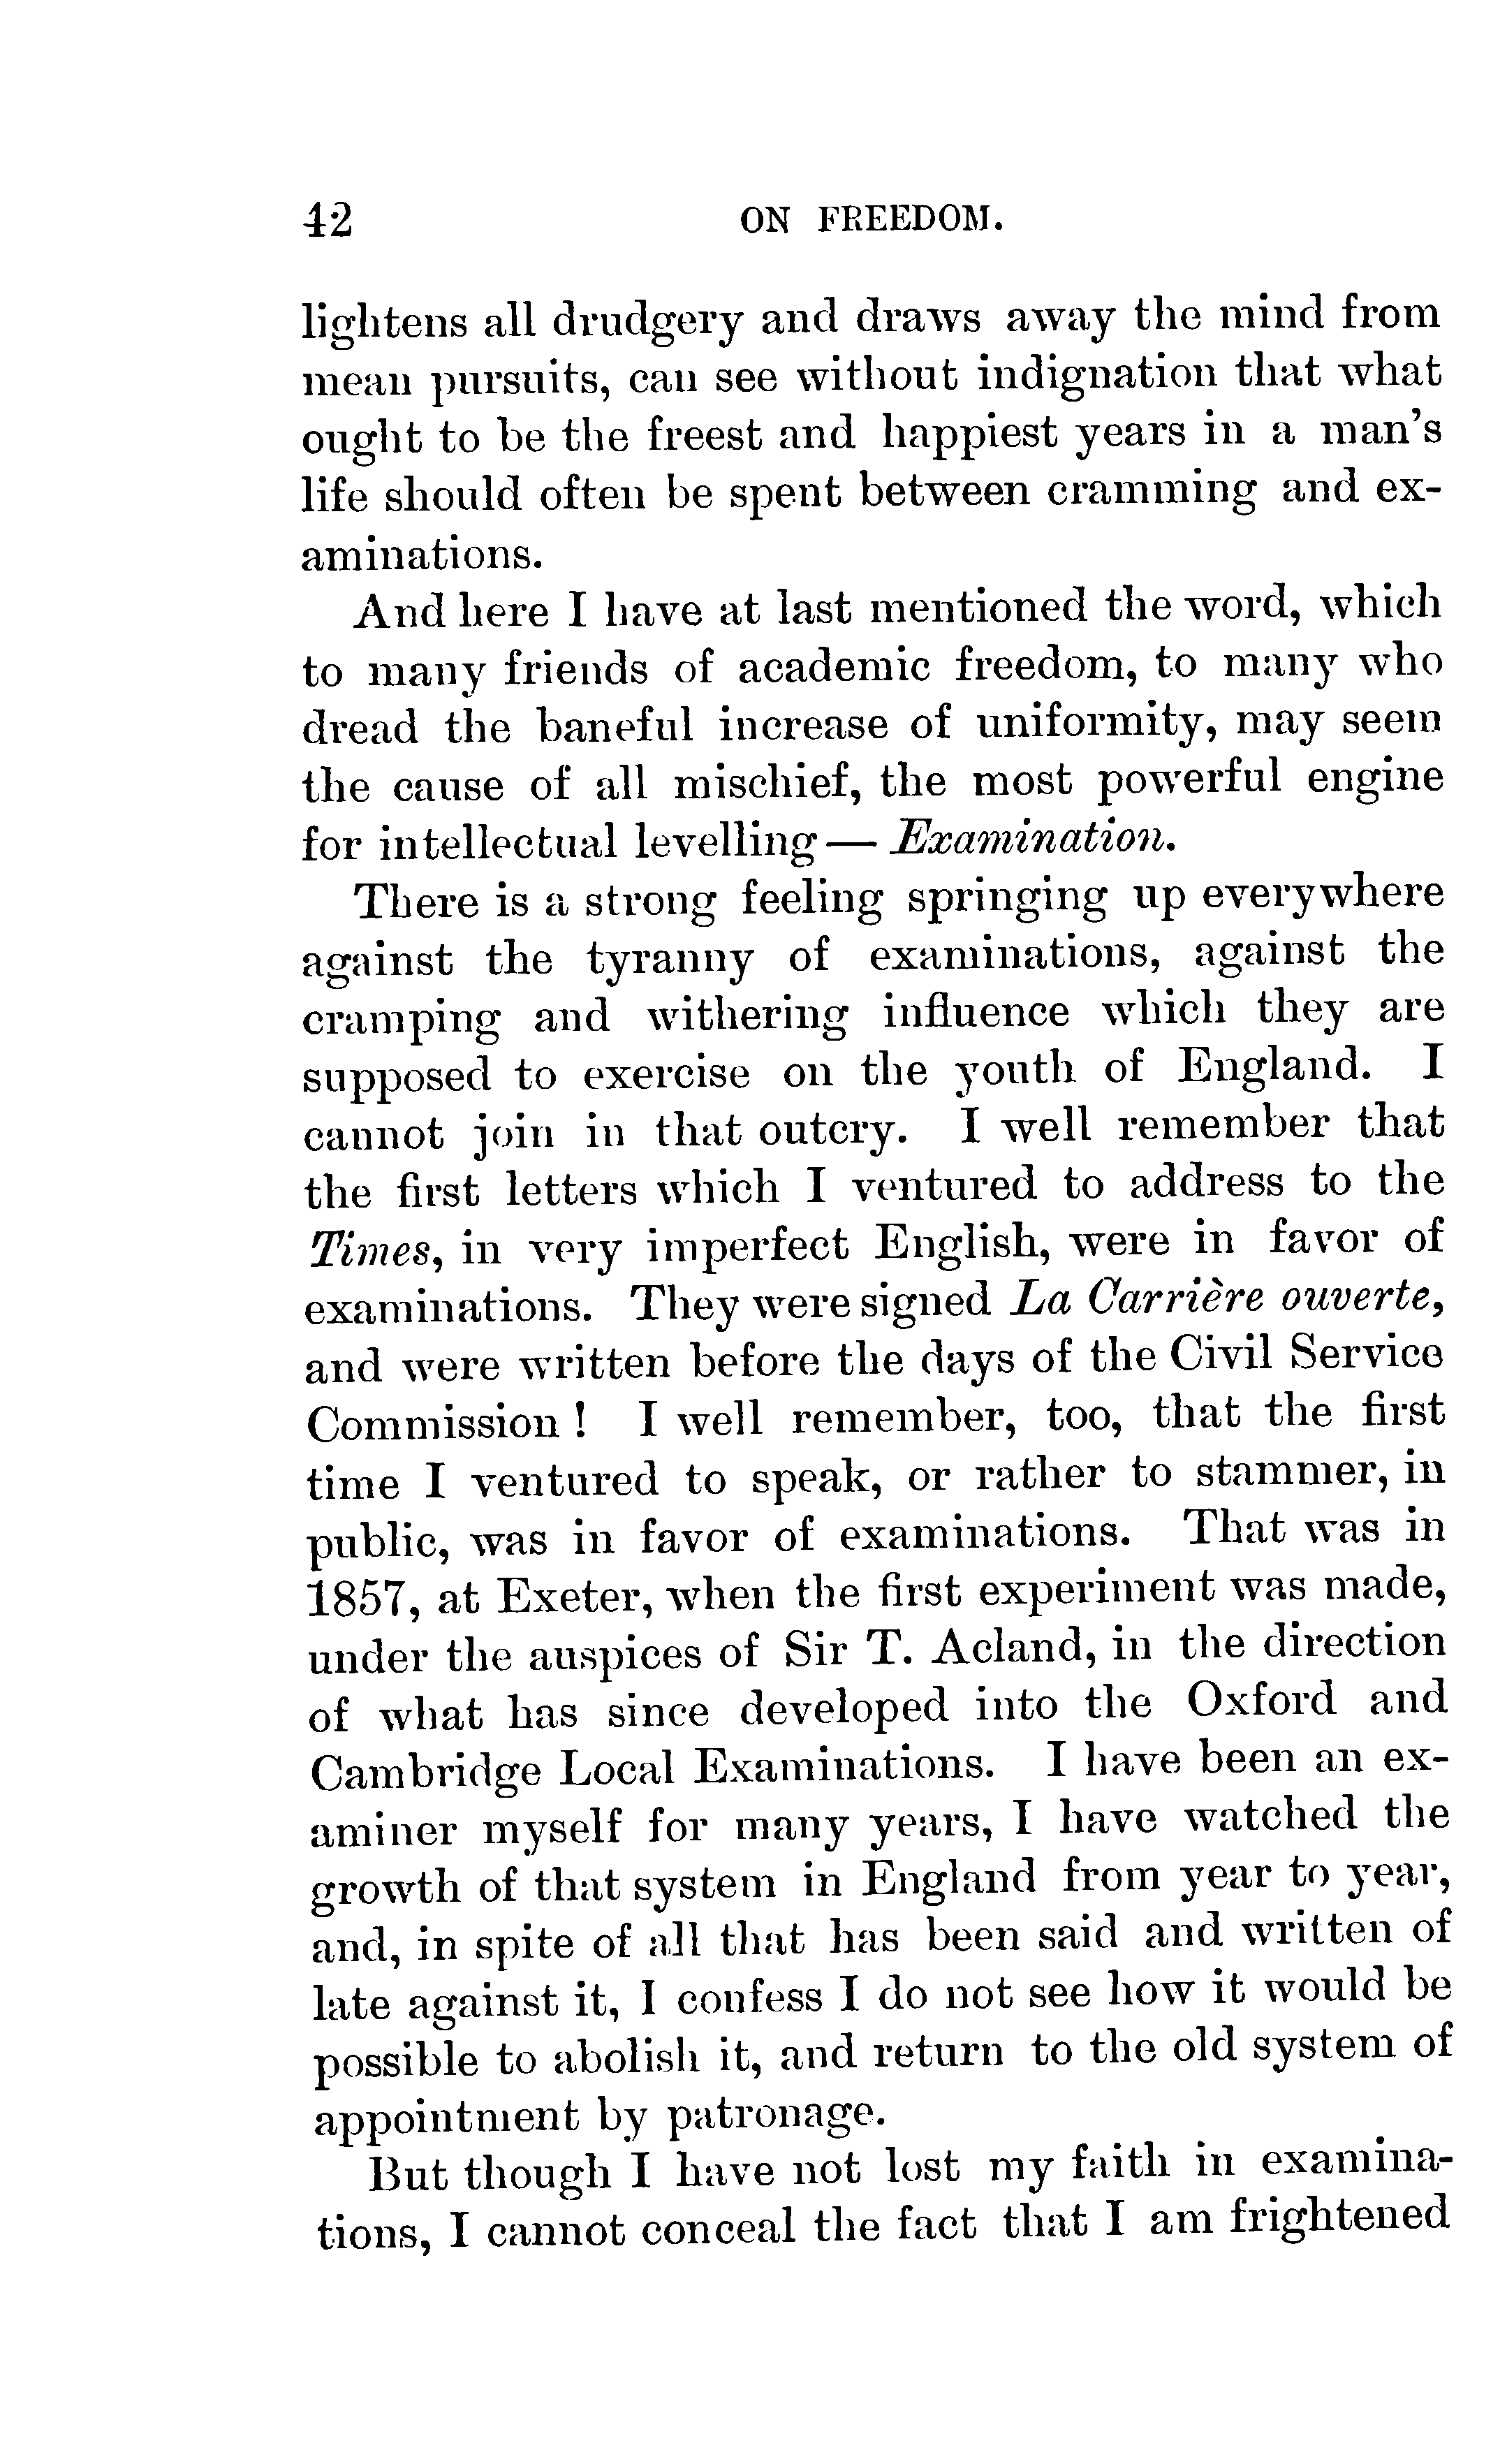 42 ON FREEDOM.
lightens all drudgery and draws away the mind from
mean pursuits, can see without indignation that what
ought to be the freest and happiest years in a man's
life should often be spent between cramming and ex-
aminations.
And here I have at last mentioned the word, which
to many friends of academic freedom, to many who
dread the baneful increase of uniformity, may seem
the cause of all mischief, the most powerful engine
for intellectual levelling — Examination.
There is a strong feeling springing up everywhere
against the tyranny of examinations, against the
cramping and withering influence which they are
supposed to exercise on the youth of England. I
cannot join in that outcry. I well remember that
the first letters which I ventured to address to the
Times, in very imperfect English, were in favor of
examinations. They were signed La Carrière ouverte,
and were written before the days of the Civil Service
Commission ! I well remember, too, that the first
time I ventured to speak, or rather to stammer, in
public, was in favor of examinations. That was in
1857, at Exeter, when the first experiment was made,
under the auspices of Sir T. Acland, in the direction
of what has since developed into the Oxford and
Cambridge Local Examinations. I have been an ex-
aminer myself for many years, I have watched the
growth of that system in England from year to year,
and, in spite of all that has been said and written of
late against it, I confess I do not see how it would be
possible to abolish it, and return to the old system of
appointment by patronage.
But though I have not lost my faith in examina-
tions, I cannot conceal the fact that I am frightened